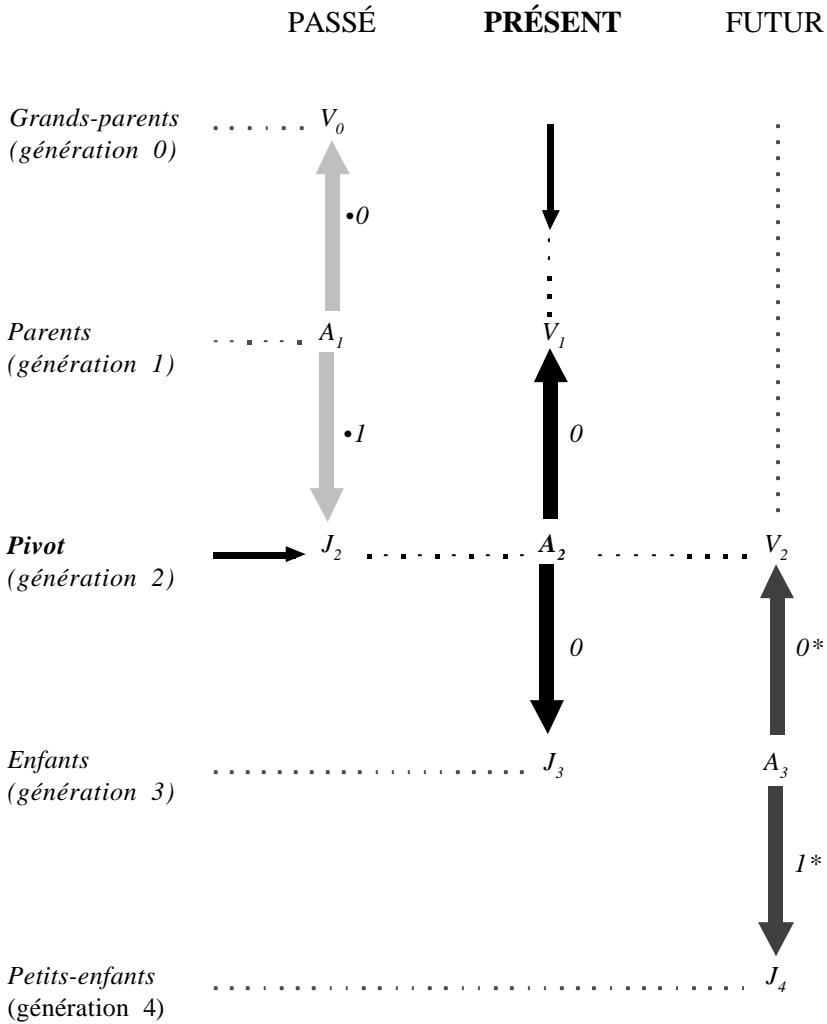 PASSÉ PRÉSENT FUTUR
Grands-parents V₀
(génération 0)
•0
Parents A₁ V₁
(génération 1)
•1 0
Pivot J₂ A₂ V₂
(génération 2)
0 0*
Enfants J₃ A₃
(génération 3)
1*
Petits-enfants J₄
(génération 4)